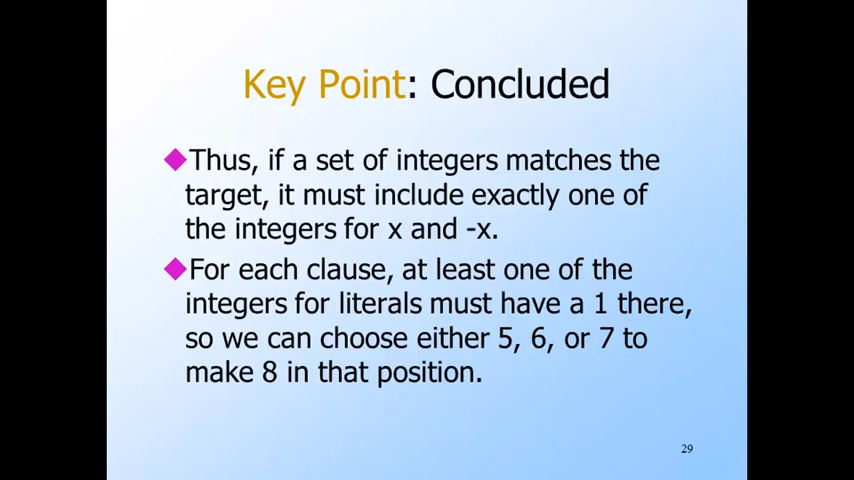 Key Point: Concluded
Thus, if a set of integers matches the
target, it must include exactly one of
the integers for x and -x.
For each clause, at least one of the
integers for literals must have a 1 there,
so we can choose either 5, 6, or 7 to
make 8 in that position.
29